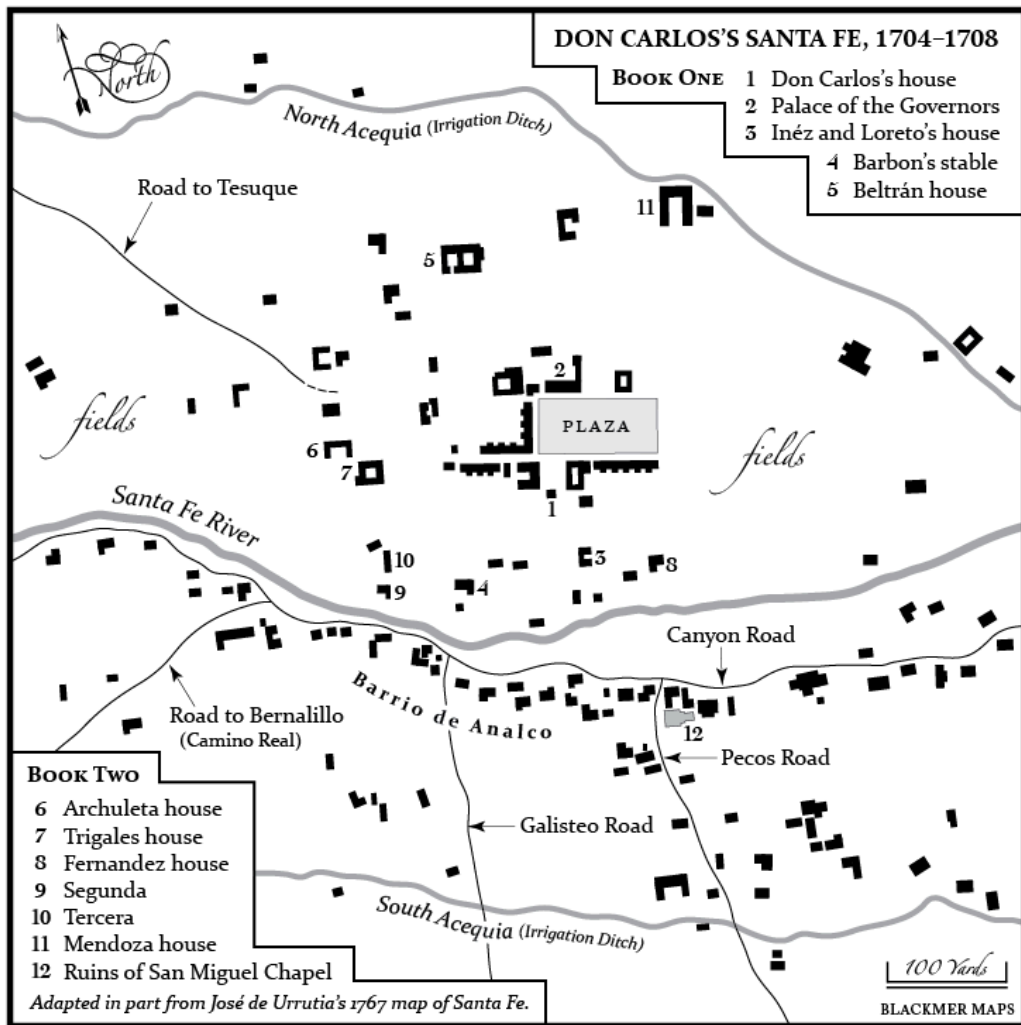 North
DON CARLOS'S SANTA FE, 1704–1708
BOOK ONE
1 Don Carlos's house
2 Palace of the Governors
3 Inéz and Loreto's house
4 Barbon's stable
5 Beltrán house
North Acequia (Irrigation Ditch)
Road to Tesuque
11
5
2
PLAZA
fields
fields
6
7
1
Santa Fe River
10
3
8
9
4
Canyon Road
Barrio de Analco
Road to Bernalillo
(Camino Real)
12
Pecos Road
Galisteo Road
South Acequia (Irrigation Ditch)
BOOK TWO
6 Archuleta house
7 Trigales house
8 Fernandez house
9 Segunda
10 Tercera
11 Mendoza house
12 Ruins of San Miguel Chapel
Adapted in part from José de Urrutia's 1767 map of Santa Fe.
100 Yards
BLACKMER MAPS